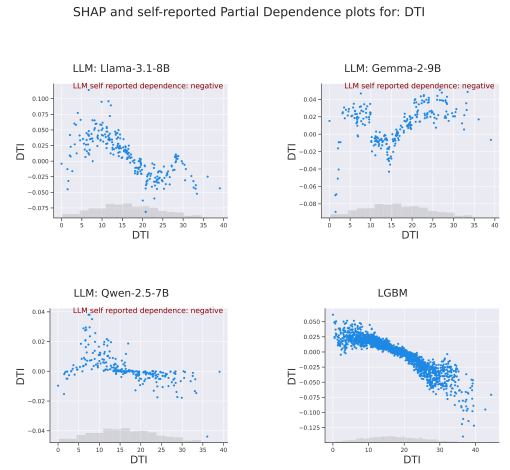 SHAP and self-reported Partial Dependence plots for: DTI
LLM: Llama-3.1-8B
LLM self reported dependence: negative
0.100
0.075
0.050
0.025
0.000
−0.025
−0.050
−0.075
DTI
0 5 10 15 20 25 30 35 40
DTI
LLM: Gemma-2-9B
LLM self reported dependence: negative
0.04
0.02
0.00
−0.02
−0.04
−0.06
−0.08
DTI
0 5 10 15 20 25 30 35 40
DTI
LLM: Qwen-2.5-7B
LLM self reported dependence: negative
0.04
0.02
0.00
−0.02
−0.04
DTI
0 5 10 15 20 25 30 35 40
DTI
LGBM
0.050
0.025
0.000
−0.025
−0.050
−0.075
−0.100
−0.125
DTI
0 10 20 30 40
DTI